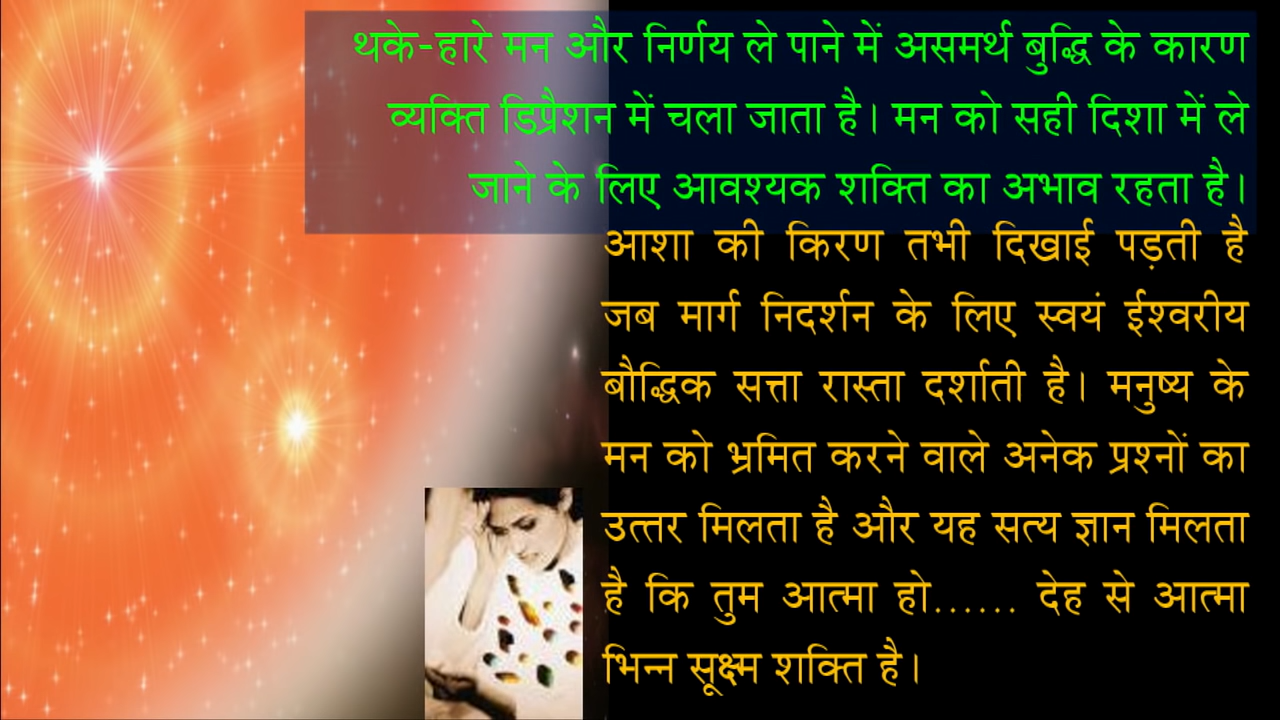 थके-हारे मन और निर्णय ले पाने में असमर्थ बुद्धि के कारण
व्यक्ति डिप्रैशन में चला जाता है। मन को सही दिशा में ले
जाने के लिए आवश्यक शक्ति का अभाव रहता है।
आशा की किरण तभी दिखाई पड़ती है
जब मार्ग निदर्शन के लिए स्वयं ईश्वरीय
बौद्धिक सत्ता रास्ता दर्शाती है। मनुष्य के
मन को भ्रमित करने वाले अनेक प्रश्नों का
उत्तर मिलता है और यह सत्य ज्ञान मिलता
है कि तुम आत्मा हो...... देह से आत्मा
भिन्न सूक्ष्म शक्ति है।